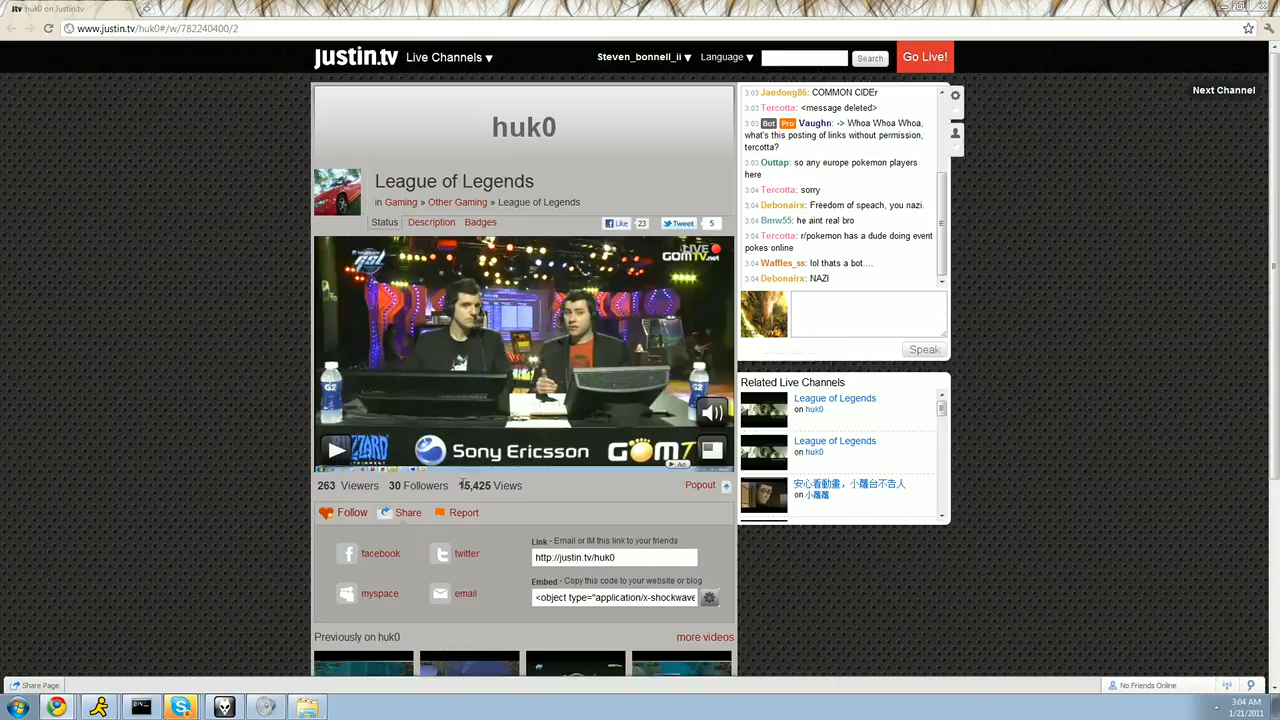 huk0 on Justin.tv
www.justin.tv/huk0#/w/782240400/2
justin.tv Live Channels ▾ Steven_bonnell_ii ▾ Language ▾ Search Go Live!
Next Channel
huk0
League of Legends
in Gaming » Other Gaming » League of Legends
Status Description Badges Like 23 Tweet 5
GSL
LIVE
GOMTV.net
G2
G2
BLIZZARD
ENTERTAINMENT
Sony Ericsson
GOMT
Ad
263 Viewers 30 Followers 15,425 Views Popout
Follow Share Report
facebook twitter
myspace email
Link - Email or IM this link to your friends
http://justin.tv/huk0
Embed - Copy this code to your website or blog
<object type="application/x-shockwave
Previously on huk0 more videos
3:03 Jaedong86: COMMON CIDEr
3:03 Tercotta: <message deleted>
3:03 Bot Pro Vaughn: -> Whoa Whoa Whoa,
what's this posting of links without permission,
tercotta?
3:03 Outtap: so any europe pokemon players
here
3:04 Tercotta: sorry
3:04 Debonairx: Freedom of speach, you nazi.
3:04 Bmw55: he aint real bro
3:04 Tercotta: r/pokemon has a dude doing event
pokes online
3:04 Waffles_ss: lol thats a bot....
3:04 Debonairx: NAZI
Speak
Related Live Channels
League of Legends
on huk0
League of Legends
on huk0
安心看動畫，小蘿台不告人
on 小蘿蘿
Share Page
No Friends Online
3:04 AM
1/21/2011